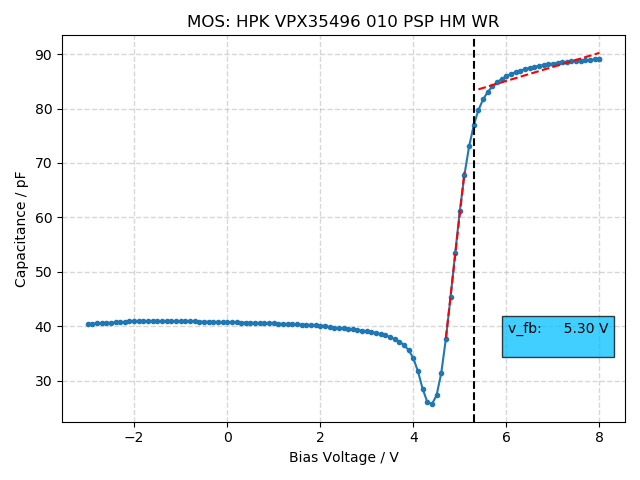 MOS: HPK VPX35496 010 PSP HM WR
Capacitance / pF
90
80
70
60
50
40
30
v_fb: 5.30 V
−2 0 2 4 6 8
Bias Voltage / V